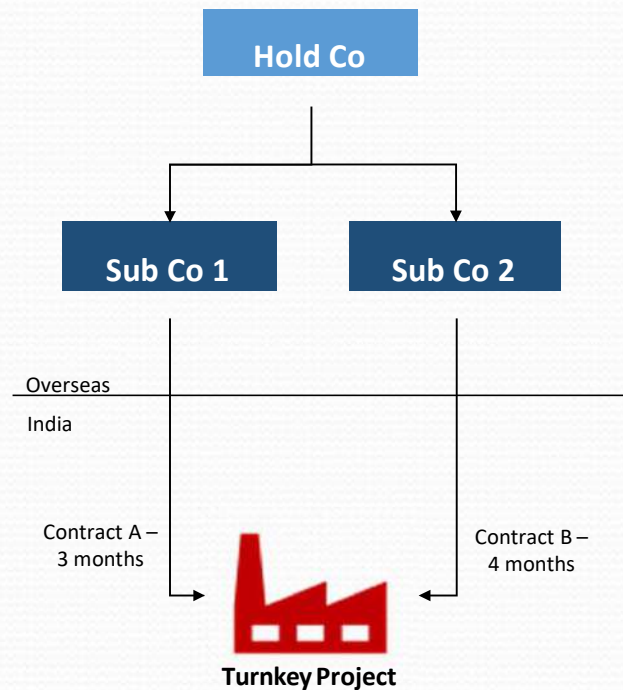 Hold Co
Sub Co 1
Sub Co 2
Overseas
India
Contract A –
3 months
Contract B –
4 months
Turnkey Project